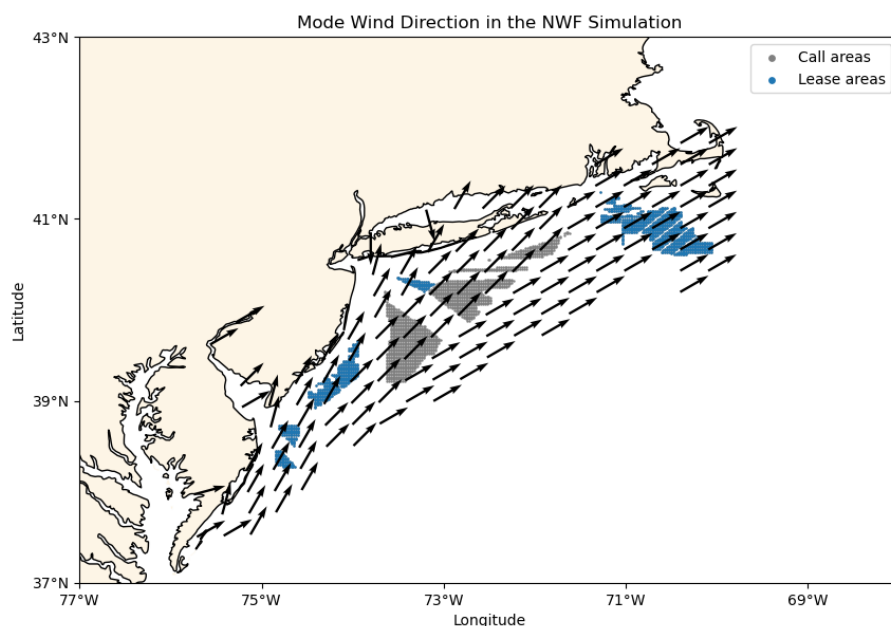 Mode Wind Direction in the NWF Simulation
43°N
Call areas
Lease areas
41°N
Latitude
39°N
37°N
77°W 75°W 73°W 71°W 69°W
Longitude